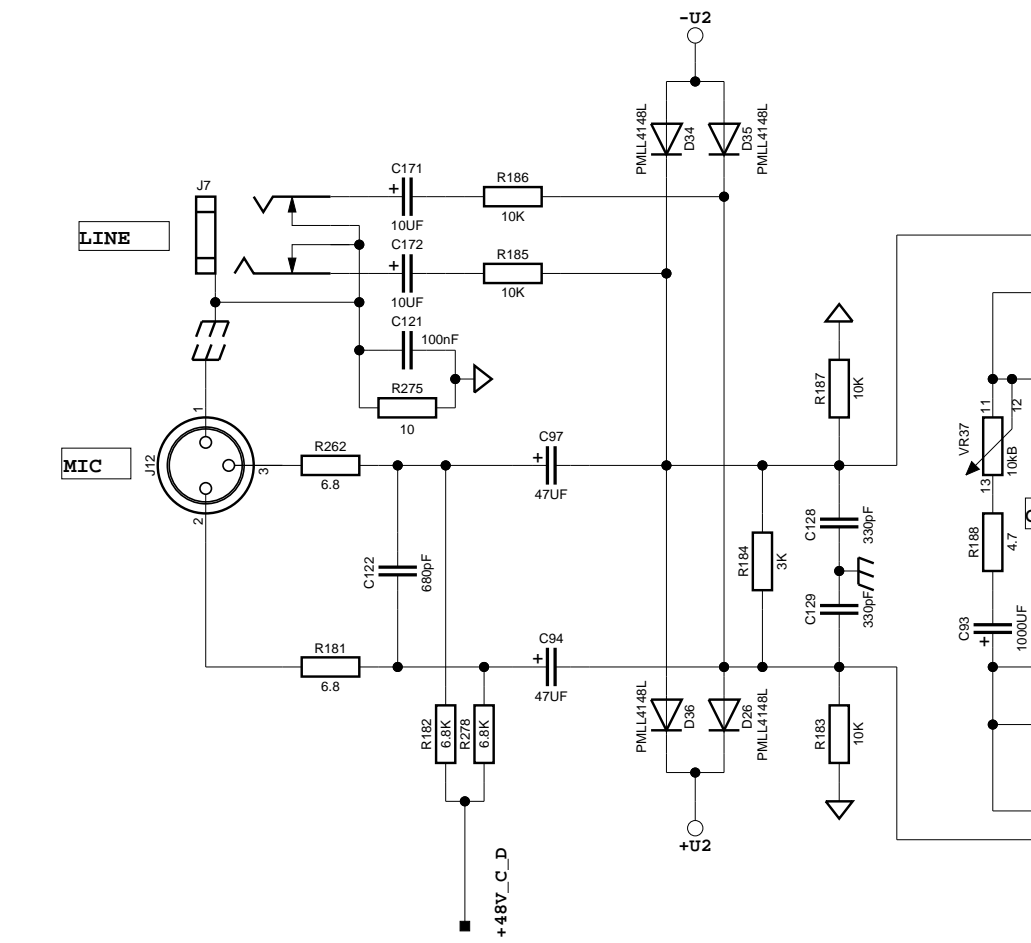 -U2
PMLL4148L
D34
D35
PMLL4148L
C171
+
10UF
R186
10K
J7
LINE
C172
+
10UF
R185
10K
C121
100nF
R275
10
R187
10K
11
12
VR37
10kB
13
MIC
J12
1
3
2
R262
6.8
C97
+
47UF
C128
330pF
R184
3K
R188
4.7
C122
680pF
C129
330pF
C93
+
1000UF
R181
6.8
C94
+
47UF
R182
6.8K
R278
6.8K
PMLL4148L
D36
D26
PMLL4148L
R183
10K
+U2
+48V_C_D